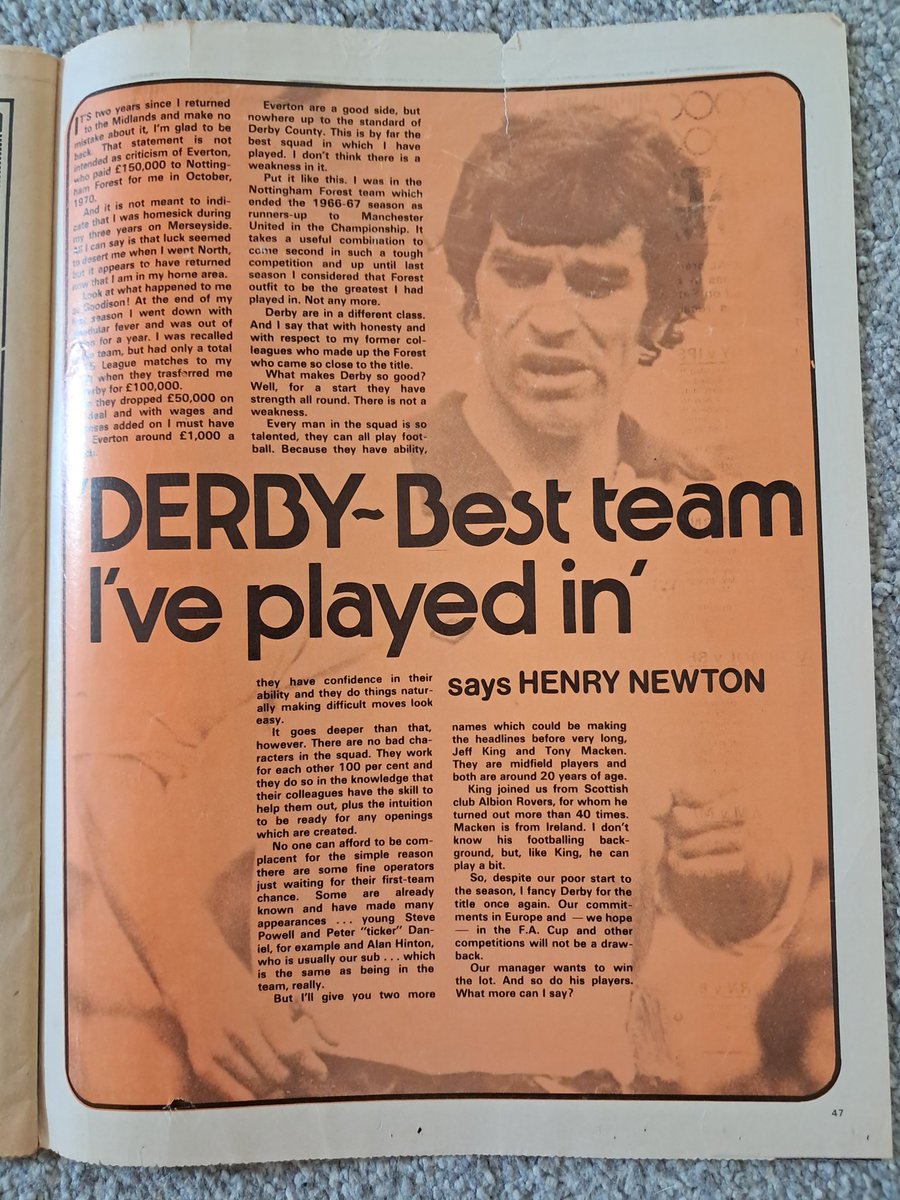 IT'S two years since I returned
to the Midlands and make no
mistake about it, I'm glad to be
back. That statement is not
intended as criticism of Everton,
who paid £150,000 to Notting-
ham Forest for me in October,
1970.
And it is not meant to indi-
cate that I was homesick during
my three years on Merseyside.
All I can say is that luck seemed
to desert me when I went North,
but it appears to have returned
now that I am in my home area.
Look at what happened to me
at Goodison! At the end of my
season I went down with
fever and was out of
for a year. I was recalled
team, but had only a total
League matches to my
when they trasferred me
for £100,000.
they dropped £50,000 on
deal and with wages and
added on I must have
Everton around £1,000 a
Everton are a good side, but
nowhere up to the standard of
Derby County. This is by far the
best squad in which I have
played. I don't think there is a
weakness in it.
Put it like this. I was in the
Nottingham Forest team which
ended the 1966-67 season as
runners-up to Manchester
United in the Championship. It
takes a useful combination to
come second in such a tough
competition and up until last
season I considered that Forest
outfit to be the greatest I had
played in. Not any more.
Derby are in a different class.
And I say that with honesty and
with respect to my former col-
leagues who made up the Forest
who came so close to the title.
What makes Derby so good?
Well, for a start they have
strength all round. There is not a
weakness.
Every man in the squad is so
talented, they can all play foot-
ball. Because they have ability,
'DERBY~Best team
I've played in'
says HENRY NEWTON
they have confidence in their
ability and they do things natur-
ally making difficult moves look
easy.
It goes deeper than that,
however. There are no bad cha-
racters in the squad. They work
for each other 100 per cent and
they do so in the knowledge that
their colleagues have the skill to
help them out, plus the intuition
to be ready for any openings
which are created.
No one can afford to be com-
placent for the simple reason
there are some fine operators
just waiting for their first-team
chance. Some are already
known and have made many
appearances . . . young Steve
Powell and Peter "ticker" Dan-
iel, for example and Alan Hinton,
who is usually our sub . . . which
is the same as being in the
team, really.
But I'll give you two more
names which could be making
the headlines before very long,
Jeff King and Tony Macken.
They are midfield players and
both are around 20 years of age.
King joined us from Scottish
club Albion Rovers, for whom he
turned out more than 40 times.
Macken is from Ireland. I don't
know his footballing back-
ground, but, like King, he can
play a bit.
So, despite our poor start to
the season, I fancy Derby for the
title once again. Our commit-
ments in Europe and — we hope
— in the F.A. Cup and other
competitions will not be a draw-
back.
Our manager wants to win
the lot. And so do his players.
What more can I say?
47